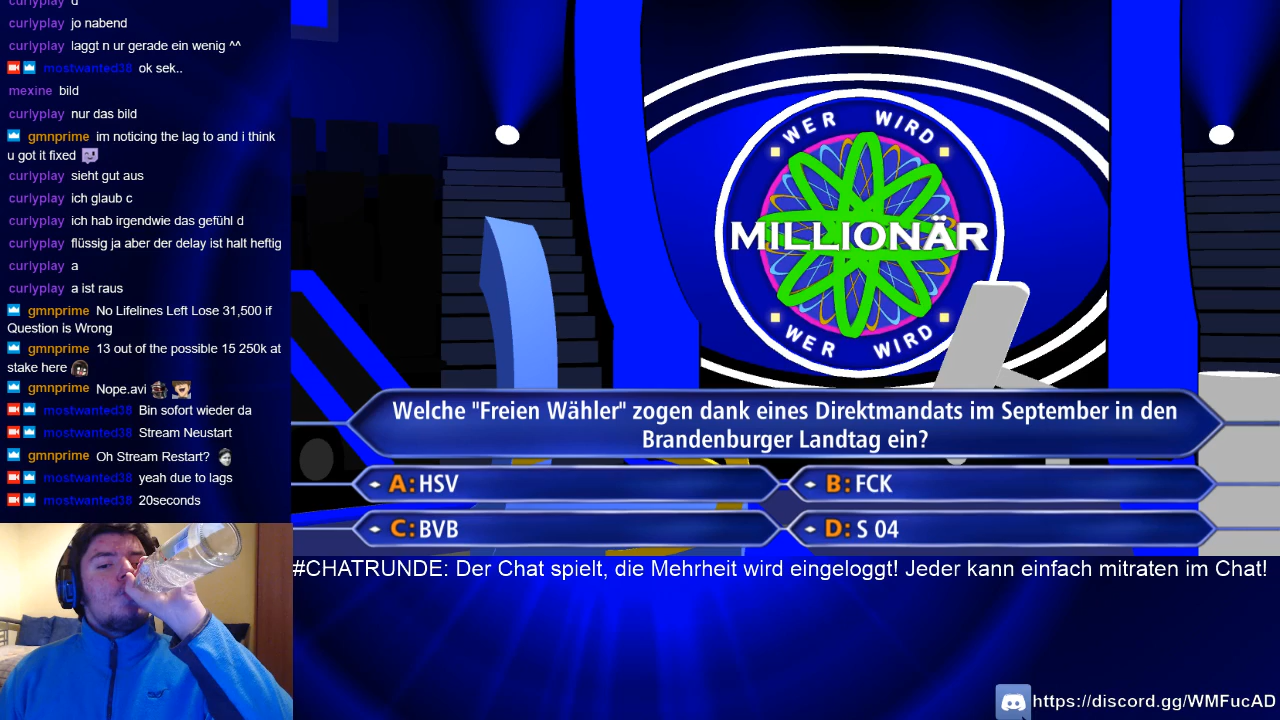 curlyplay d
curlyplay jo nabend
curlyplay laggt n ur gerade ein wenig ^^
mostwanted38 ok sek..
mexine bild
curlyplay nur das bild
gmnprime im noticing the lag to and i think
u got it fixed
curlyplay sieht gut aus
curlyplay ich glaub c
curlyplay ich hab irgendwie das gefühl d
curlyplay flüssig ja aber der delay ist halt heftig
curlyplay a
curlyplay a ist raus
gmnprime No Lifelines Left Lose 31,500 if
Question is Wrong
gmnprime 13 out of the possible 15 250k at
stake here
gmnprime Nope.avi
mostwanted38 Bin sofort wieder da
mostwanted38 Stream Neustart
gmnprime Oh Stream Restart?
mostwanted38 yeah due to lags
mostwanted38 20seconds
WER WIRD
MILLIONÄR
WER WIRD
Welche "Freien Wähler" zogen dank eines Direktmandats im September in den
Brandenburger Landtag ein?
A: HSV
B: FCK
C: BVB
D: S 04
#CHATRUNDE: Der Chat spielt, die Mehrheit wird eingeloggt! Jeder kann einfach mitraten im Chat!
https://discord.gg/WMFucAD